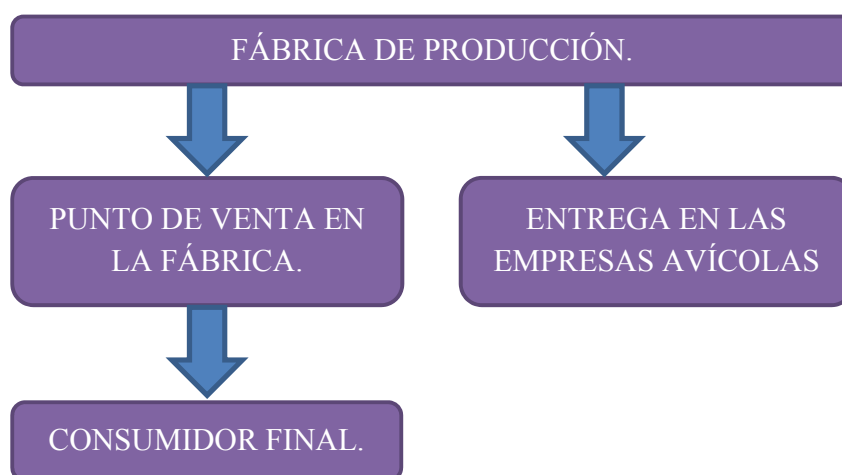 FÁBRICA DE PRODUCCIÓN.
PUNTO DE VENTA EN
LA FÁBRICA.
ENTREGA EN LAS
EMPRESAS AVÍCOLAS
CONSUMIDOR FINAL.